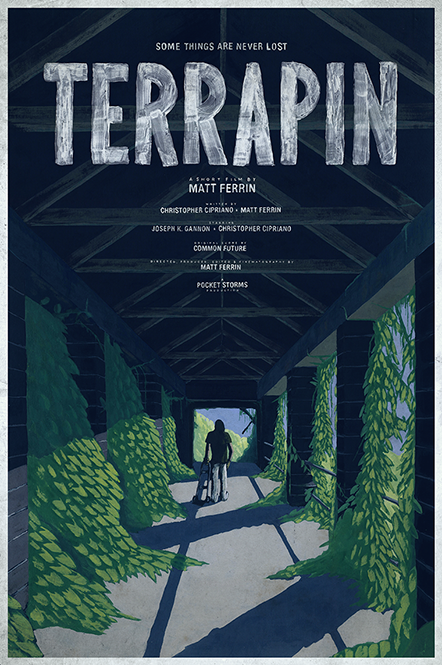 SOME THINGS ARE NEVER LOST
TERRAPIN
A SHORT FILM BY
MATT FERRIN
WRITTEN BY
CHRISTOPHER CIPRIANO • MATT FERRIN
STARRING
JOSEPH K. GANNON • CHRISTOPHER CIPRIANO
ORIGINAL SCORE BY
COMMON FUTURE
DIRECTED, PRODUCED, EDITED & CINEMATOGRAPHY BY
MATT FERRIN
A
POCKET STORMS
PRODUCTION